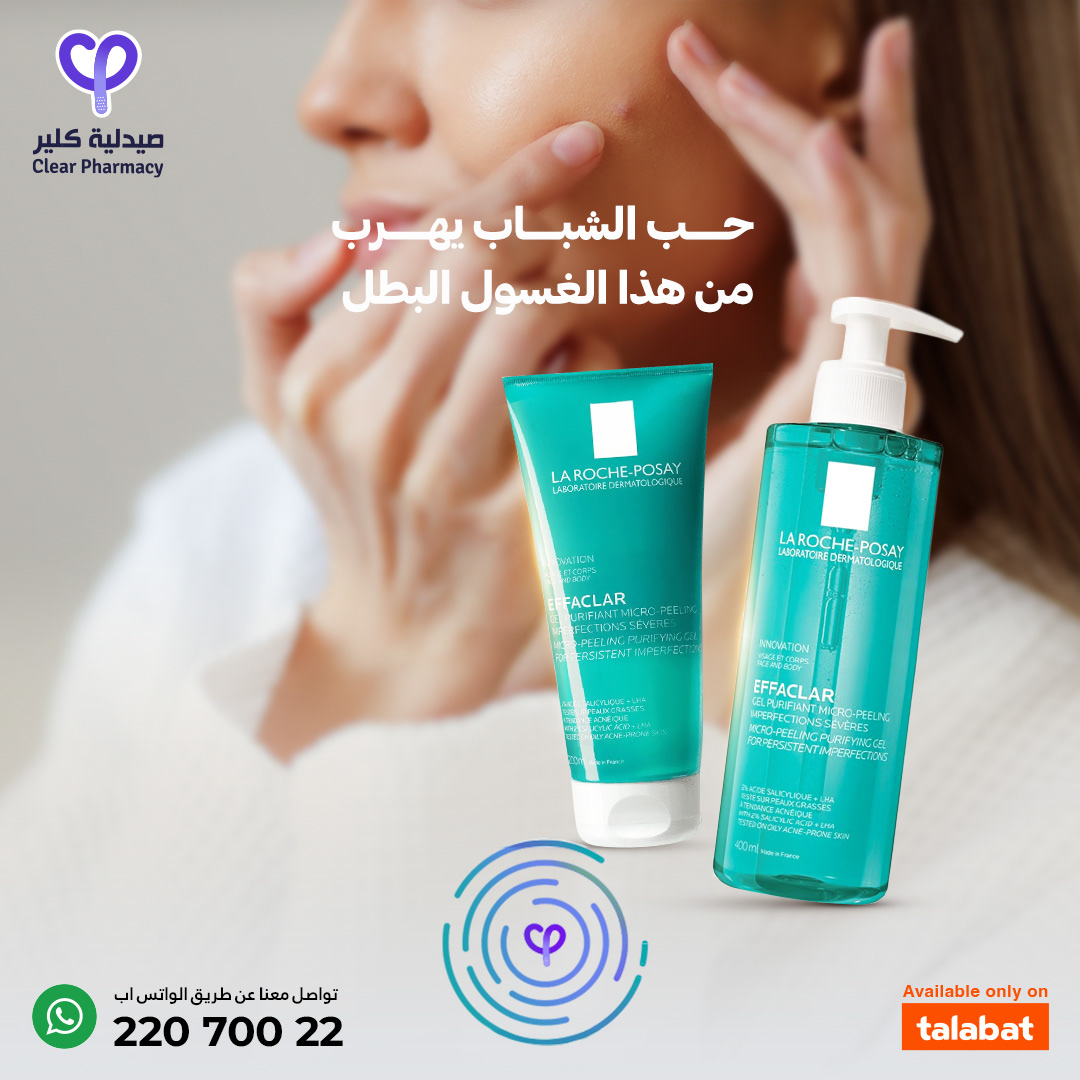 صيدلية كلير
Clear Pharmacy
حب الشباب يهرب
من هذا الغسول البطل
LA ROCHE-POSAY
LABORATOIRE DERMATOLOGIQUE
EFFACLAR
GEL PURIFIANT MICRO-PEELING
IMPERFECTIONS SÉVÈRES
MICRO-PEELING PURIFYING GEL
FOR PERSISTENT IMPERFECTION
Made in France
LA ROCHE-POSAY
LABORATOIRE DERMATOLOGIQUE
INNOVATION
VISAGE ET CORPS
FACE AND BODY
EFFACLAR
GEL PURIFIANT MICRO-PEELING
IMPERFECTIONS SÉVÈRES
MICRO-PEELING PURIFYING GEL
FOR PERSISTENT IMPERFECTIONS
2% ACIDE SALICYLIQUE + LHA
TESTÉ SUR PEAUX GRASSES
À TENDANCE ACNÉIQUE
WITH 2% SALICYLIC ACID + LHA
TESTED ON OILY ACNE-PRONE SKIN
400 ml Made in France
تواصل معنا عن طريق الواتس اب
220 700 22
Available only on
talabat